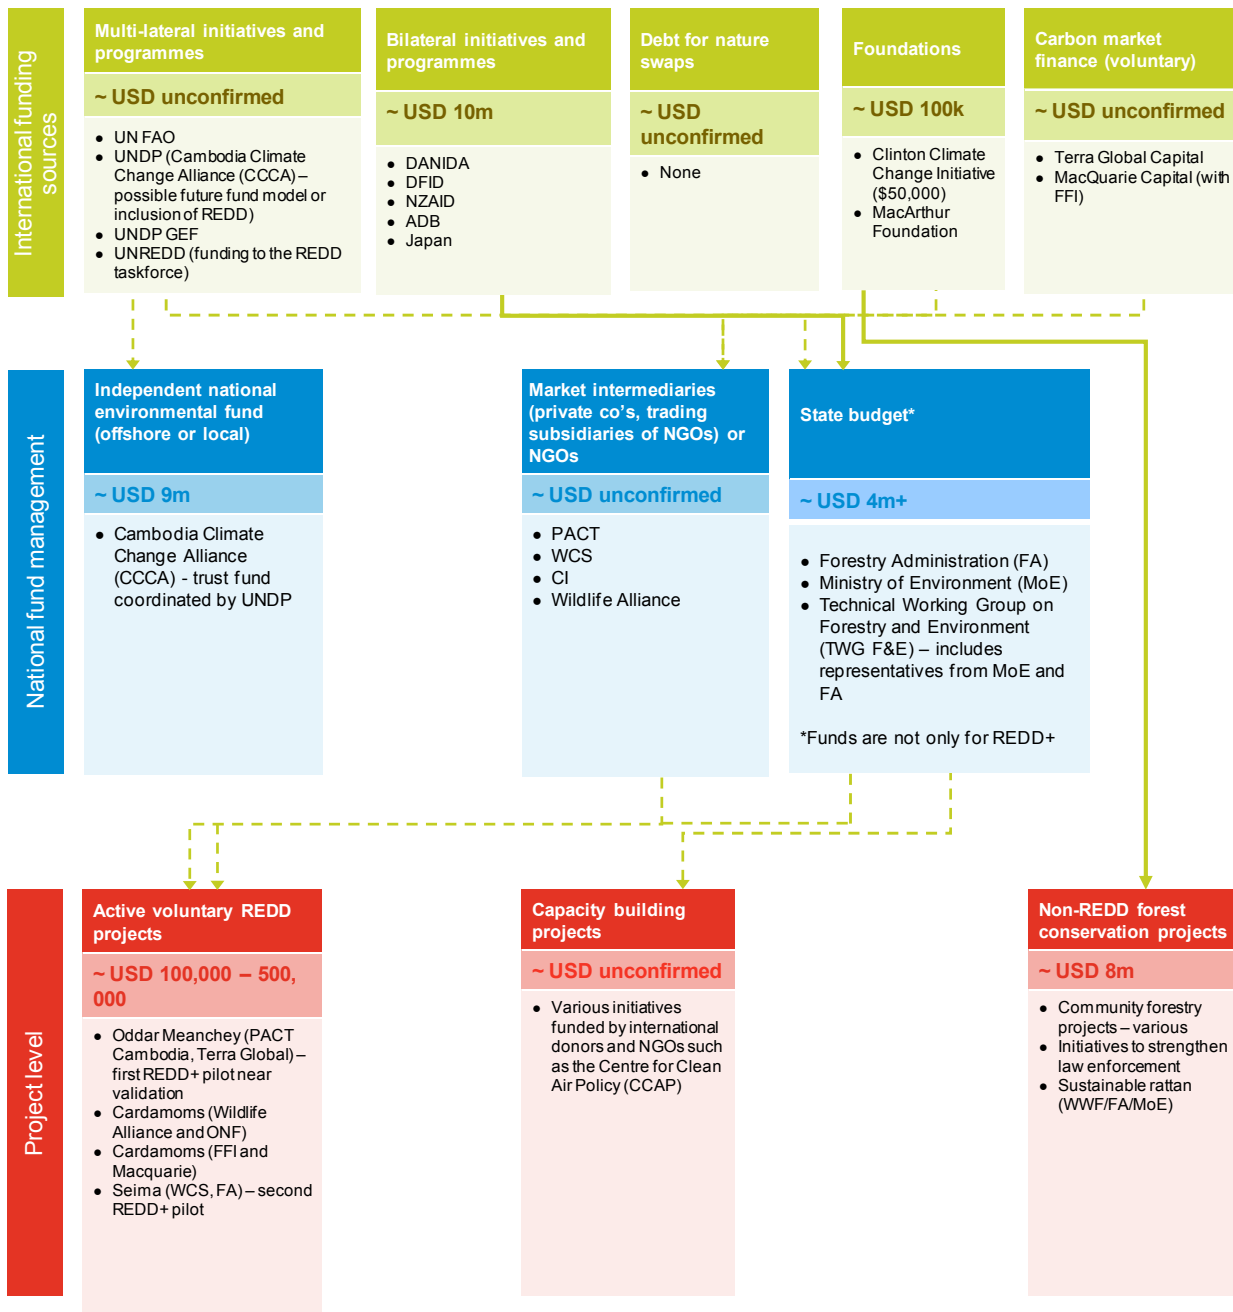 International funding
sources
Multi-lateral initiatives and
programmes
~ USD unconfirmed
● UN FAO
● UNDP (Cambodia Climate
Change Alliance (CCCA) –
possible future fund model or
inclusion of REDD)
● UNDP GEF
● UNREDD (funding to the REDD
taskforce)
Bilateral initiatives and
programmes
~ USD 10m
● DANIDA
● DFID
● NZAID
● ADB
● Japan
Debt for nature
swaps
~ USD
unconfirmed
● None
Foundations
~ USD 100k
● Clinton Climate
Change Initiative
($50,000)
● MacArthur
Foundation
Carbon market
finance (voluntary)
~ USD unconfirmed
● Terra Global Capital
● MacQuarie Capital (with
FFI)
National fund management
Independent national
environmental fund
(offshore or local)
~ USD 9m
● Cambodia Climate
Change Alliance
(CCCA) - trust fund
coordinated by UNDP
Market intermediaries
(private co's, trading
subsidiaries of NGOs) or
NGOs
~ USD unconfirmed
● PACT
● WCS
● CI
● Wildlife Alliance
State budget*
~ USD 4m+
● Forestry Administration (FA)
● Ministry of Environment (MoE)
● Technical Working Group on
Forestry and Environment
(TWG F&E) – includes
representatives from MoE and
FA
*Funds are not only for REDD+
Project level
Active voluntary REDD
projects
~ USD 100,000 – 500,
000
● Oddar Meanchey (PACT
Cambodia, Terra Global) –
first REDD+ pilot near
validation
● Cardamoms (Wildlife
Alliance and ONF)
● Cardamoms (FFI and
Macquarie)
● Seima (WCS, FA) – second
REDD+ pilot
Capacity building
projects
~ USD unconfirmed
● Various initiatives
funded by international
donors and NGOs such
as the Centre for Clean
Air Policy (CCAP)
Non-REDD forest
conservation projects
~ USD 8m
● Community forestry
projects – various
● Initiatives to strengthen
law enforcement
● Sustainable rattan
(WWF/FA/MoE)